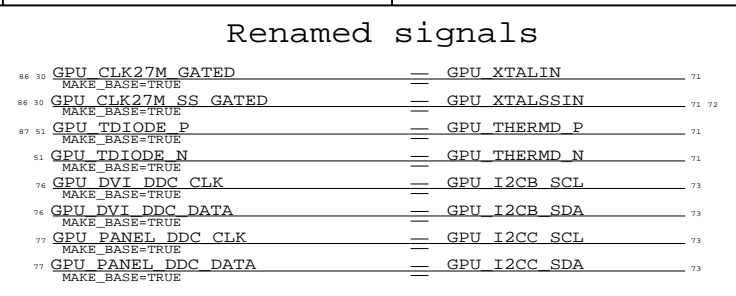 Renamed signals
86 30 GPU_CLK27M_GATED = GPU_XTALIN 71
MAKE_BASE=TRUE
86 30 GPU_CLK27M_SS_GATED = GPU_XTALSSIN 71 72
MAKE_BASE=TRUE
87 51 GPU_TDIODE_P = GPU_THERMD_P 71
MAKE_BASE=TRUE
51 GPU_TDIODE_N = GPU_THERMD_N 71
MAKE_BASE=TRUE
76 GPU_DVI_DDC_CLK = GPU_I2CB_SCL 73
MAKE_BASE=TRUE
76 GPU_DVI_DDC_DATA = GPU_I2CB_SDA 73
MAKE_BASE=TRUE
77 GPU_PANEL_DDC_CLK = GPU_I2CC_SCL 73
MAKE_BASE=TRUE
77 GPU_PANEL_DDC_DATA = GPU_I2CC_SDA 73
MAKE_BASE=TRUE